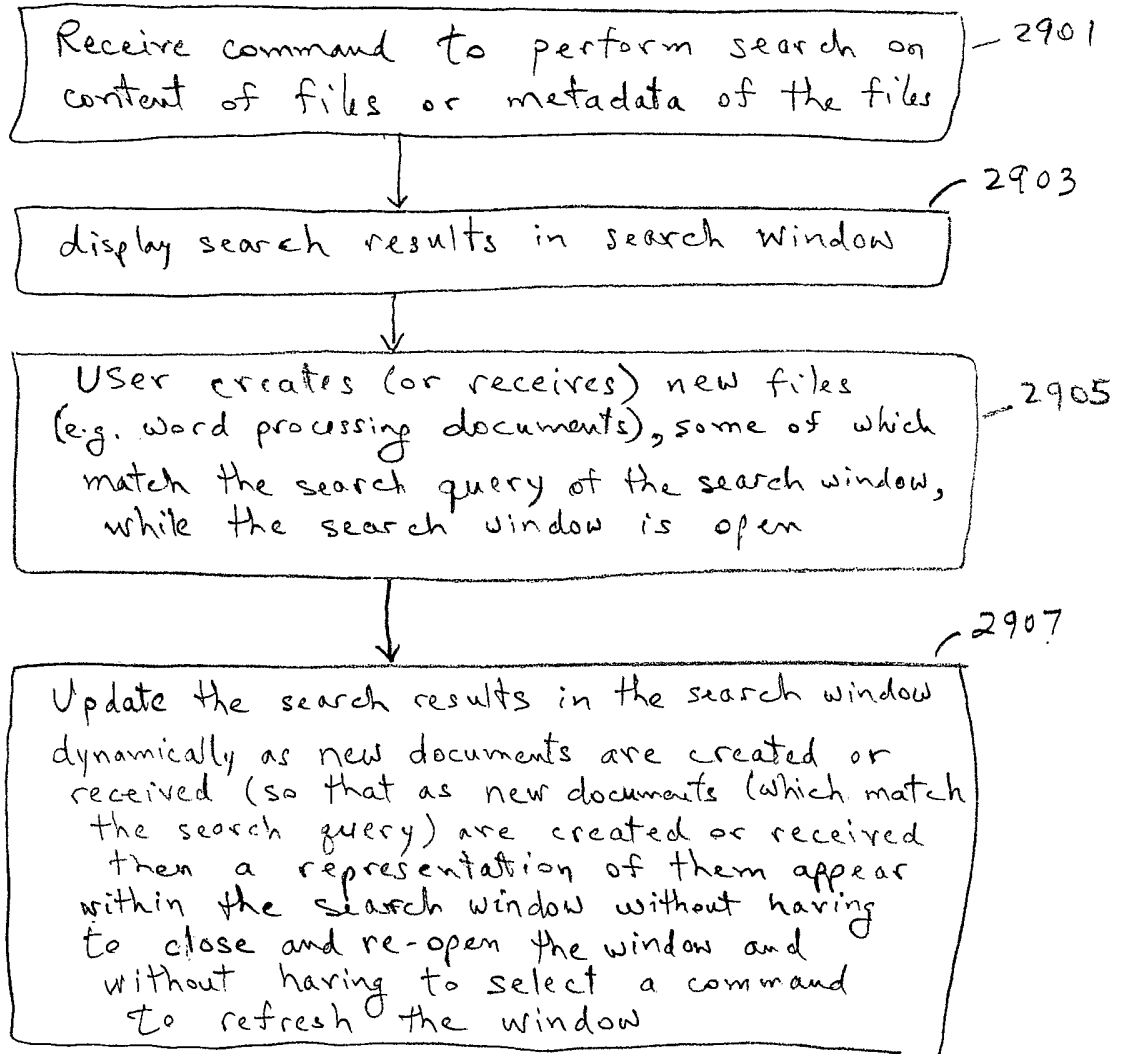 Receive command to perform search on
content of files or metadata of the files
2901
2903
display search results in search window
User creates (or receives) new files
(e.g. word processing documents), some of which
match the search query of the search window,
while the search window is open
2905
2907
Update the search results in the search window
dynamically as new documents are created or
received (so that as new documents (which match
the search query) are created or received
then a representation of them appear
within the search window without having
to close and re-open the window and
without having to select a command
to refresh the window